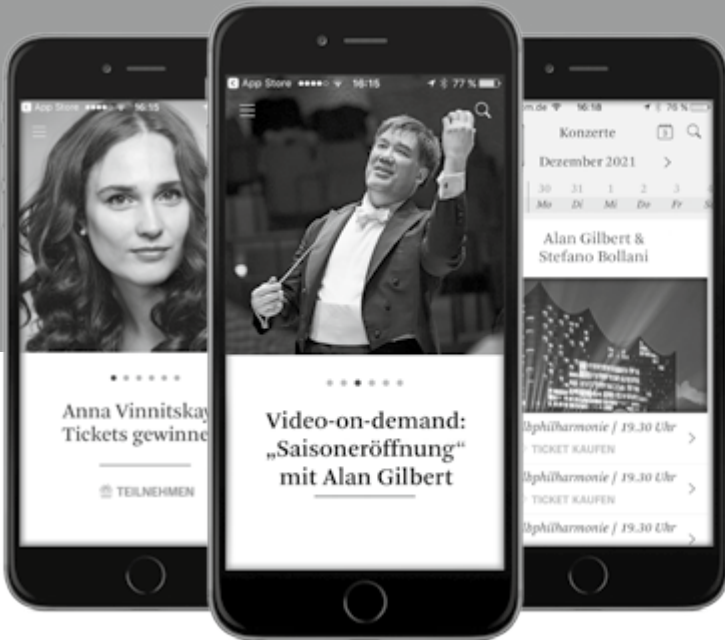 App Store 16:15
Anna Vinnitskay
Tickets gewinne
TEILNEHMEN
App Store 16:15 77 %
Video-on-demand:
„Saisoneröffnung“
mit Alan Gilbert
m.de 16:18 76 %
Konzerte
Dezember 2021
30 31 1 2 3
Mo Di Mi Do Fr
Alan Gilbert &
Stefano Bollani
lbphilharmonie | 19.30 Uhr
TICKET KAUFEN
lbphilharmonie | 19.30 Uhr
TICKET KAUFEN
lbphilharmonie | 19.30 Uhr